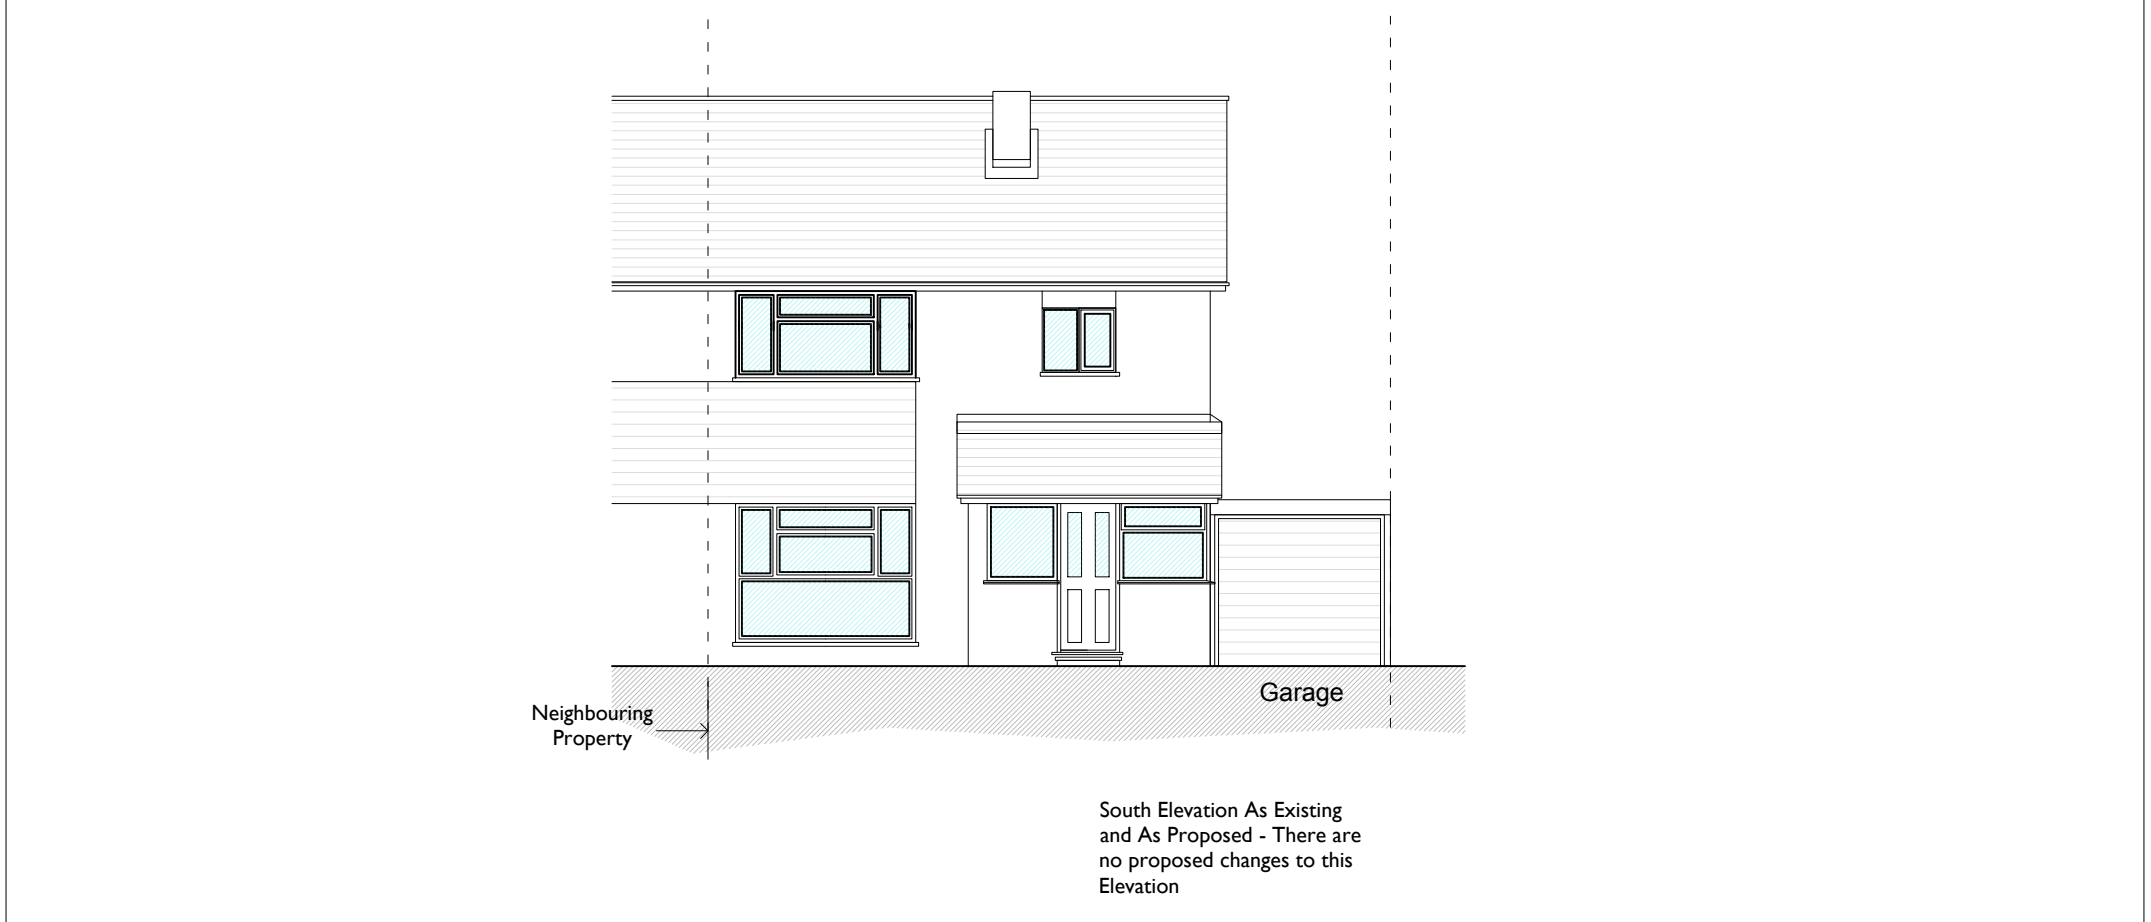 Garage
Neighbouring
Property
South Elevation As Existing
and As Proposed - There are
no proposed changes to this
Elevation